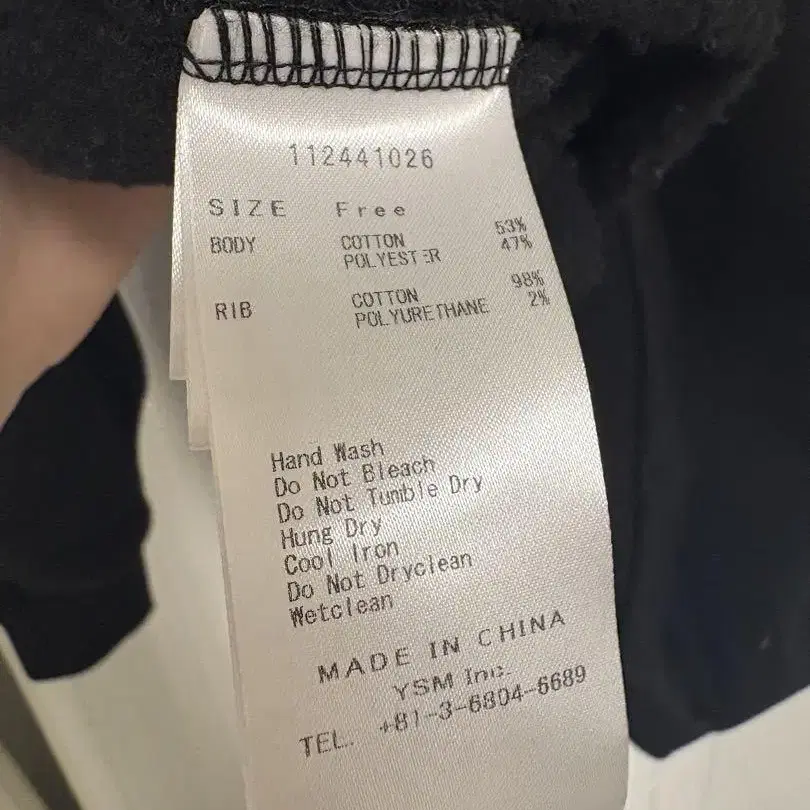 112441026
SIZE Free
BODY COTTON 53%
POLYESTER 47%
RIB COTTON 98%
POLYURETHANE 2%
Hand Wash
Do Not Bleach
Do Not Tumble Dry
Hung Dry
Cool Iron
Do Not Dryclean
Wetclean
MADE IN CHINA
YSM Inc.
TEL. +81-3-6804-6689